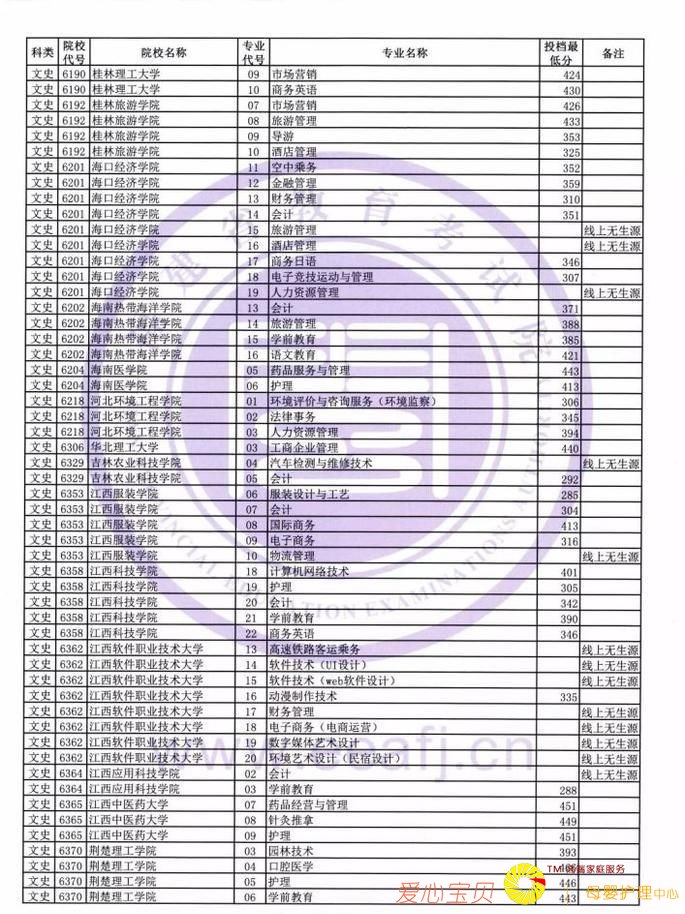 科类 院校代号 院校名称 专业代号 专业名称 投档最低分 备注
文史 6190 桂林理工大学 09 市场营销 424
文史 6190 桂林理工大学 10 商务英语 430
文史 6192 桂林旅游学院 07 市场营销 426
文史 6192 桂林旅游学院 08 旅游管理 433
文史 6192 桂林旅游学院 09 导游 353
文史 6192 桂林旅游学院 10 酒店管理 325
文史 6201 海口经济学院 11 空中乘务 352
文史 6201 海口经济学院 12 金融管理 359
文史 6201 海口经济学院 13 财务管理 310
文史 6201 海口经济学院 14 会计 351
文史 6201 海口经济学院 15 旅游管理 线上无生源
文史 6201 海口经济学院 16 酒店管理 线上无生源
文史 6201 海口经济学院 17 商务日语 346
文史 6201 海口经济学院 18 电子竞技运动与管理 307
文史 6201 海口经济学院 19 人力资源管理 线上无生源
文史 6202 海南热带海洋学院 13 会计 371
文史 6202 海南热带海洋学院 14 旅游管理 388
文史 6202 海南热带海洋学院 15 学前教育 385
文史 6202 海南热带海洋学院 16 语文教育 421
文史 6204 海南医学院 05 药品服务与管理 443
文史 6204 海南医学院 06 护理 413
文史 6218 河北环境工程学院 01 环境评价与咨询服务（环境监察） 306
文史 6218 河北环境工程学院 02 法律事务 345
文史 6218 河北环境工程学院 03 人力资源管理 394
文史 6306 华北理工大学 03 工商企业管理 440
文史 6329 吉林农业科技学院 04 汽车检测与维修技术 线上无生源
文史 6329 吉林农业科技学院 05 会计 292
文史 6353 江西服装学院 06 服装设计与工艺 285
文史 6353 江西服装学院 07 会计 304
文史 6353 江西服装学院 08 国际商务 413
文史 6353 江西服装学院 09 电子商务 316
文史 6353 江西服装学院 10 物流管理 线上无生源
文史 6358 江西科技学院 18 计算机网络技术 401
文史 6358 江西科技学院 19 护理 305
文史 6358 江西科技学院 20 会计 342
文史 6358 江西科技学院 21 学前教育 390
文史 6358 江西科技学院 22 商务英语 346
文史 6362 江西软件职业技术大学 13 高速铁路客运乘务 线上无生源
文史 6362 江西软件职业技术大学 14 软件技术（UI设计） 线上无生源
文史 6362 江西软件职业技术大学 15 软件技术（web软件设计） 线上无生源
文史 6362 江西软件职业技术大学 16 动漫制作技术 335
文史 6362 江西软件职业技术大学 17 财务管理 线上无生源
文史 6362 江西软件职业技术大学 18 电子商务（电商运营） 线上无生源
文史 6362 江西软件职业技术大学 19 数字媒体艺术设计 线上无生源
文史 6362 江西软件职业技术大学 20 环境艺术设计（民宿设计） 线上无生源
文史 6364 江西应用科技学院 02 会计 线上无生源
文史 6364 江西应用科技学院 03 学前教育 288
文史 6365 江西中医药大学 07 药品经营与管理 451
文史 6365 江西中医药大学 08 针灸推拿 449
文史 6365 江西中医药大学 09 护理 451
文史 6370 荆楚理工学院 03 园林技术 393
文史 6370 荆楚理工学院 04 口腔医学
文史 6370 荆楚理工学院 05 护理 446
文史 6370 荆楚理工学院 06 学前教育 443
家庭服务
爱心宝贝 母婴护理中心